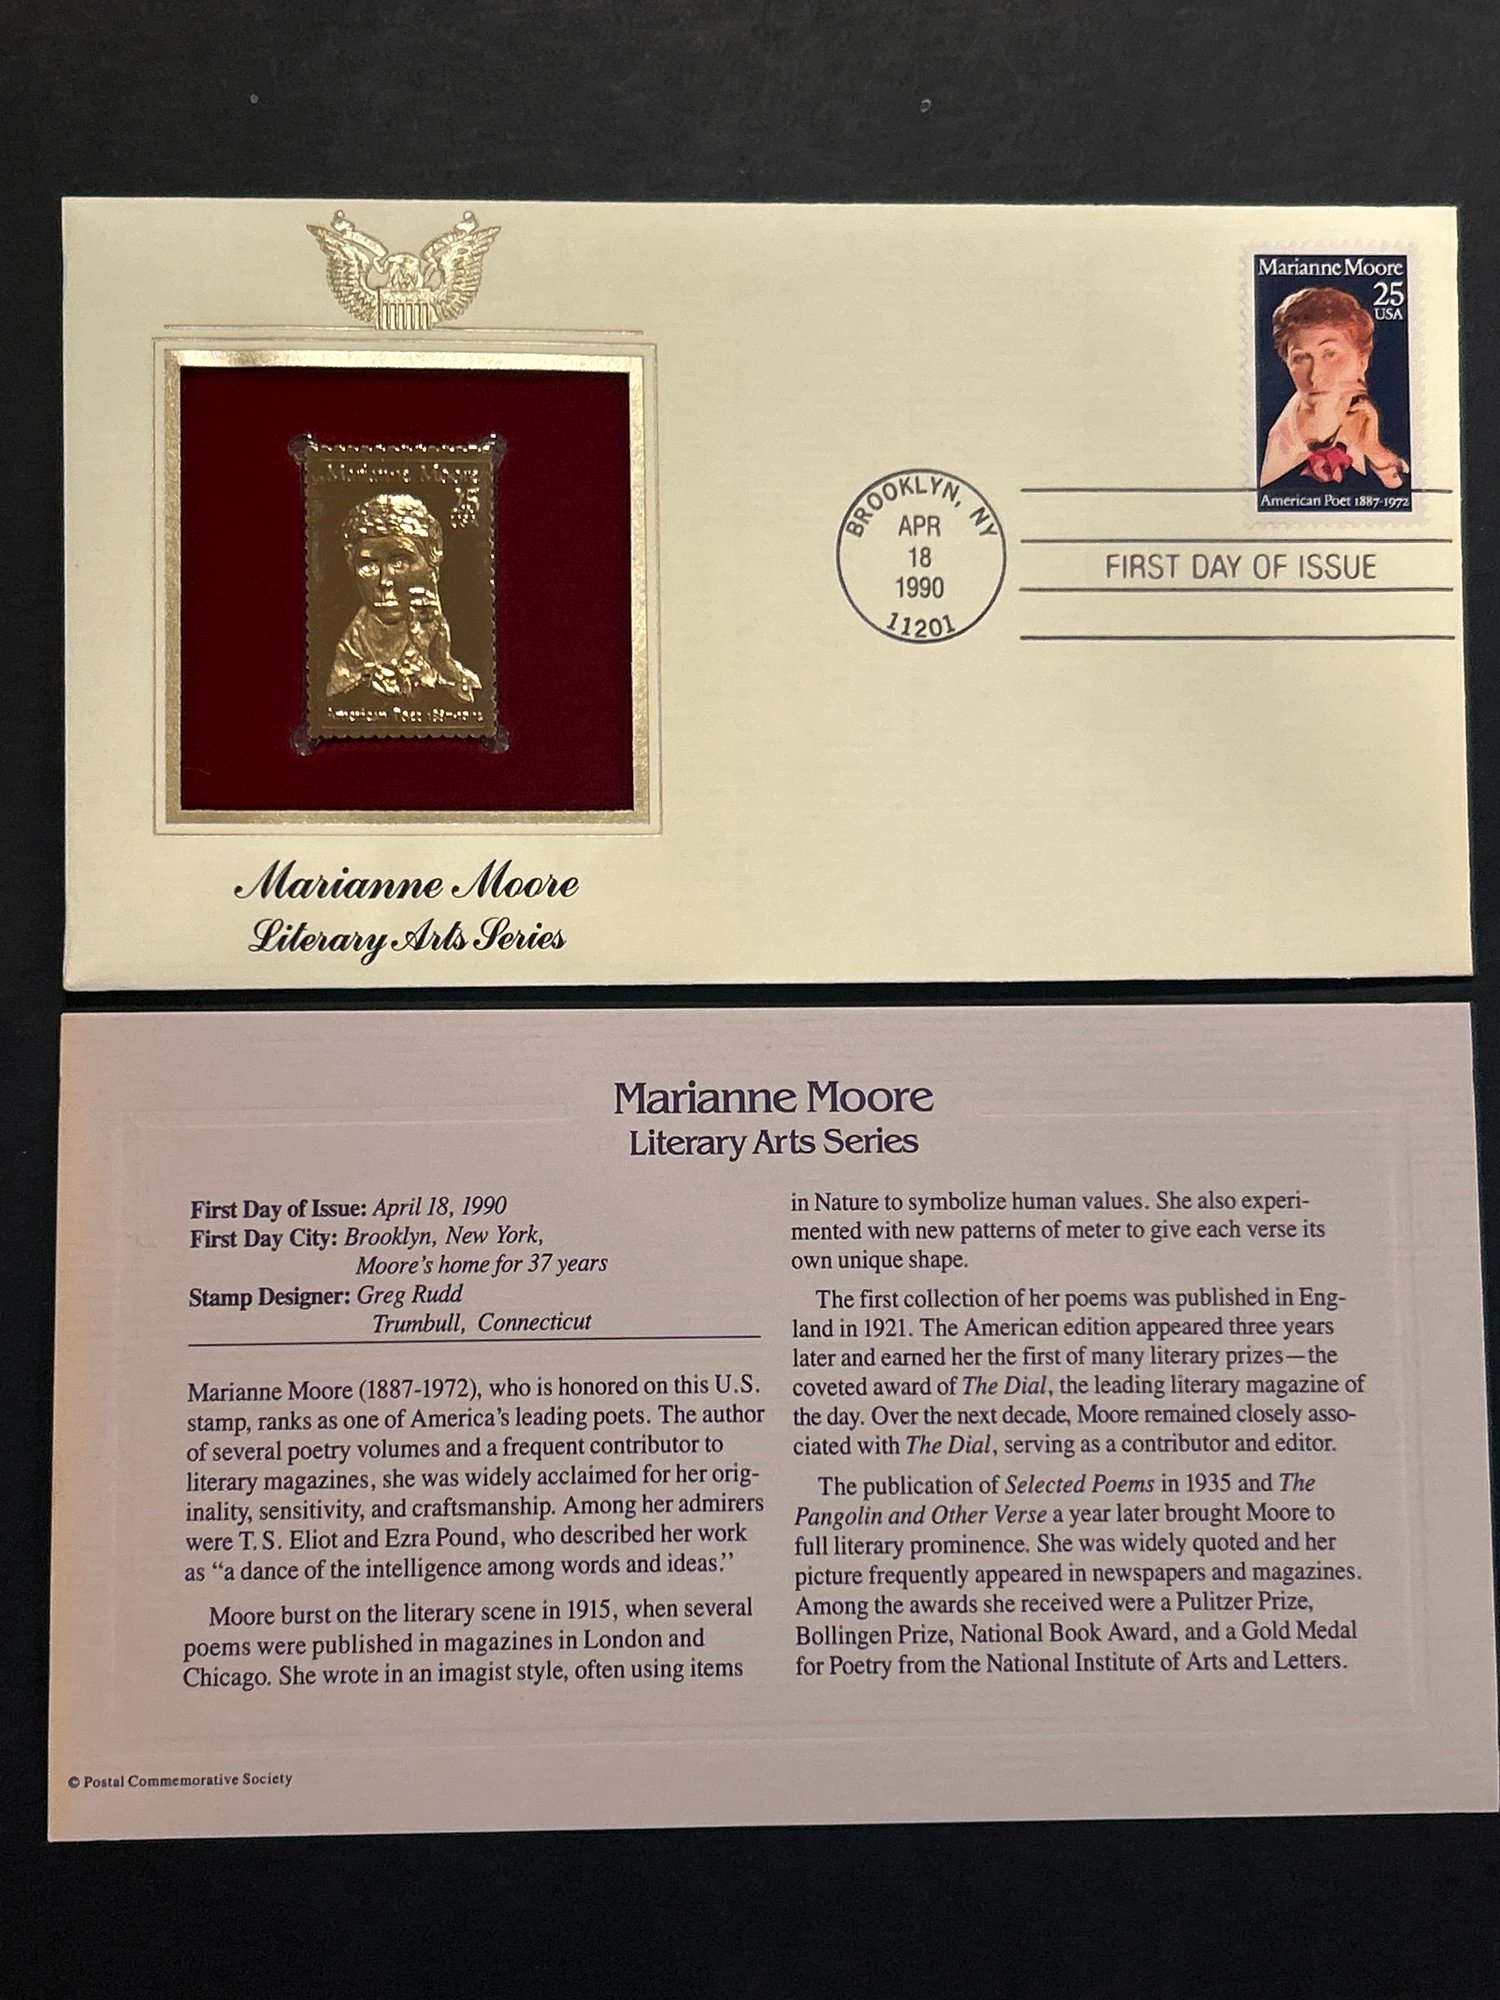 Marianne Moore
25
USA
American Poet 1887-1972
Marianne Moore
25
USA
American Poet 1887-1972
BROOKLYN, NY
APR
18
1990
11201
FIRST DAY OF ISSUE
Marianne Moore
Literary Arts Series
Marianne Moore
Literary Arts Series
First Day of Issue: April 18, 1990
First Day City: Brooklyn, New York,
Moore's home for 37 years
Stamp Designer: Greg Rudd
Trumbull, Connecticut
Marianne Moore (1887-1972), who is honored on this U.S.
stamp, ranks as one of America's leading poets. The author
of several poetry volumes and a frequent contributor to
literary magazines, she was widely acclaimed for her orig-
inality, sensitivity, and craftsmanship. Among her admirers
were T. S. Eliot and Ezra Pound, who described her work
as “a dance of the intelligence among words and ideas.”
Moore burst on the literary scene in 1915, when several
poems were published in magazines in London and
Chicago. She wrote in an imagist style, often using items
in Nature to symbolize human values. She also experi-
mented with new patterns of meter to give each verse its
own unique shape.
The first collection of her poems was published in Eng-
land in 1921. The American edition appeared three years
later and earned her the first of many literary prizes—the
coveted award of The Dial, the leading literary magazine of
the day. Over the next decade, Moore remained closely asso-
ciated with The Dial, serving as a contributor and editor.
The publication of Selected Poems in 1935 and The
Pangolin and Other Verse a year later brought Moore to
full literary prominence. She was widely quoted and her
picture frequently appeared in newspapers and magazines.
Among the awards she received were a Pulitzer Prize,
Bollingen Prize, National Book Award, and a Gold Medal
for Poetry from the National Institute of Arts and Letters.
© Postal Commemorative Society